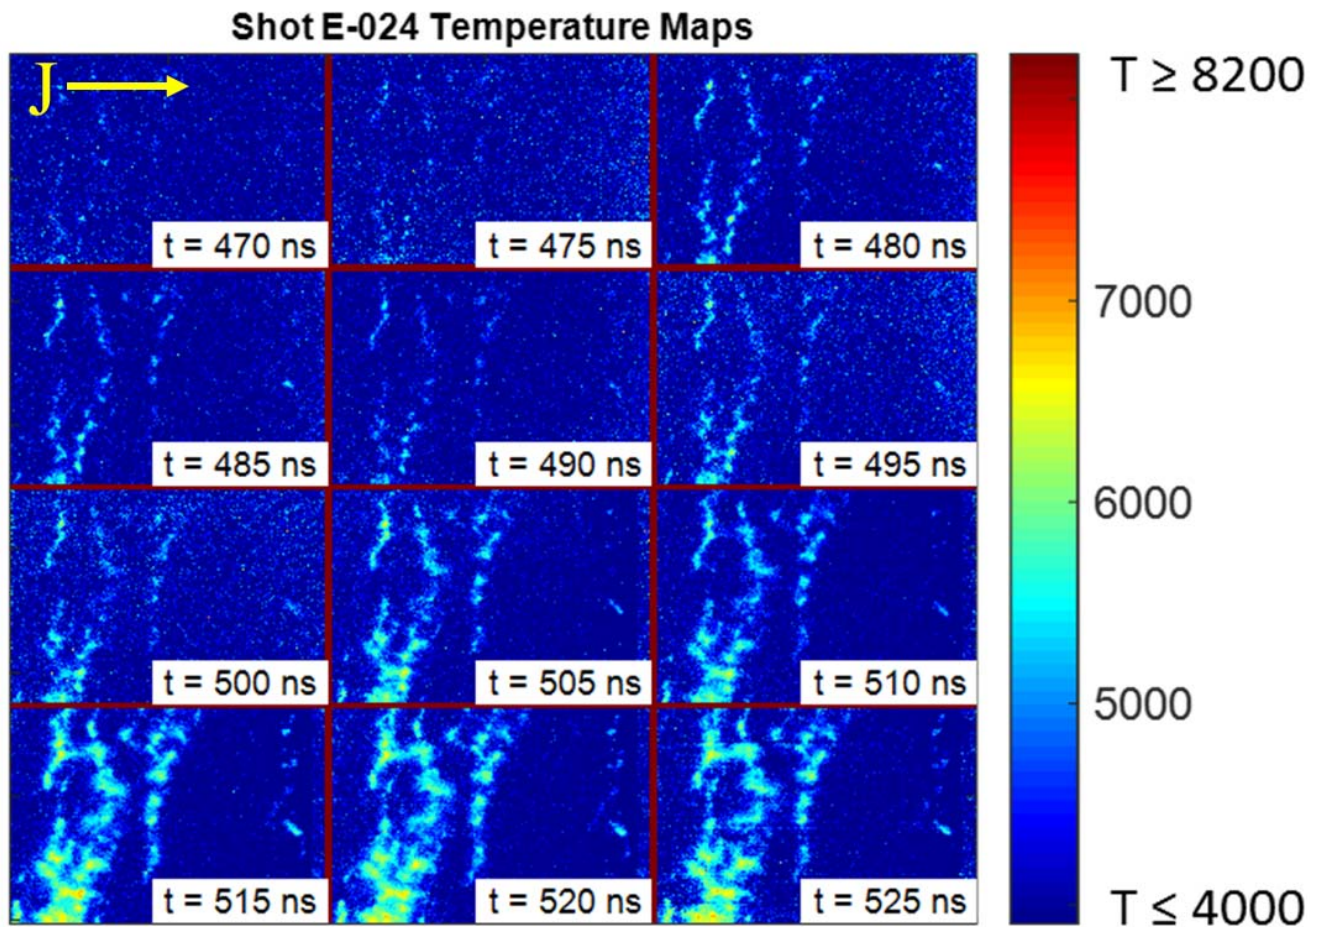 Shot E-024 Temperature Maps
J
t = 470 ns
t = 475 ns
t = 480 ns
t = 485 ns
t = 490 ns
t = 495 ns
t = 500 ns
t = 505 ns
t = 510 ns
t = 515 ns
t = 520 ns
t = 525 ns
T ≥ 8200
7000
6000
5000
T ≤ 4000